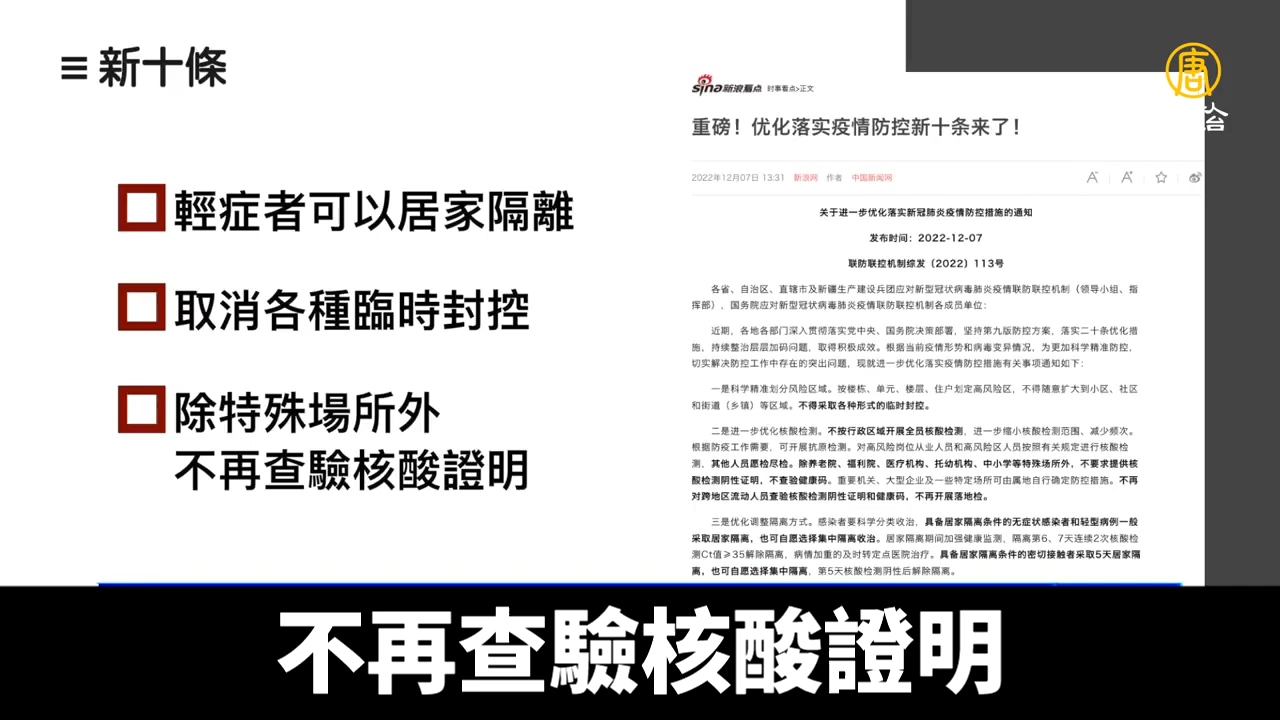 新十條
輕症者可以居家隔離
取消各種臨時封控
除特殊場所外
不再查驗核酸證明
sina新浪看点 时事看点>正文
重磅！优化落实疫情防控新十条来了！
2022年12月07日 13:31 新浪网 作者 中国新闻网
关于进一步优化落实新冠肺炎疫情防控措施的通知
发布时间：2022-12-07
联防联控机制综发〔2022〕113号
各省、自治区、直辖市及新疆生产建设兵团应对新型冠状病毒肺炎疫情联防联控机制（领导小组、指
挥部），国务院应对新型冠状病毒肺炎疫情联防联控机制各成员单位：
近期，各地各部门深入贯彻落实党中央、国务院决策部署，坚持第九版防控方案，落实二十条优化措
施，持续整治层层加码问题，取得积极成效。根据当前疫情形势和病毒变异情况，为更加科学精准防控，
切实解决防控工作中存在的突出问题，现就进一步优化落实疫情防控措施有关事项通知如下：
一是科学精准划分风险区域。按楼栋、单元、楼层、住户划定高风险区，不得随意扩大到小区、社区
和街道（乡镇）等区域。不得采取各种形式的临时封控。
二是进一步优化核酸检测。不按行政区域开展全员核酸检测，进一步缩小核酸检测范围、减少频次。
根据防疫工作需要，可开展抗原检测。对高风险岗位从业人员和高风险区人员按照有关规定进行核酸检
测，其他人员愿检尽检。除养老院、福利院、医疗机构、托幼机构、中小学等特殊场所外，不要求提供核
酸检测阴性证明，不查验健康码。重要机关、大型企业及一些特定场所可由属地自行确定防控措施。不再
对跨地区流动人员查验核酸检测阴性证明和健康码，不再开展落地检。
三是优化调整隔离方式。感染者要科学分类收治，具备居家隔离条件的无症状感染者和轻型病例一般
采取居家隔离，也可自愿选择集中隔离收治。居家隔离期间加强健康监测，隔离第6、7天连续2次核酸检
测Ct值≥35解除隔离，病情加重的及时转定点医院治疗。具备居家隔离条件的密切接触者采取5天居家隔
离，也可自愿选择集中隔离，第5天核酸检测阴性后解除隔离。
唐
不再查驗核酸證明